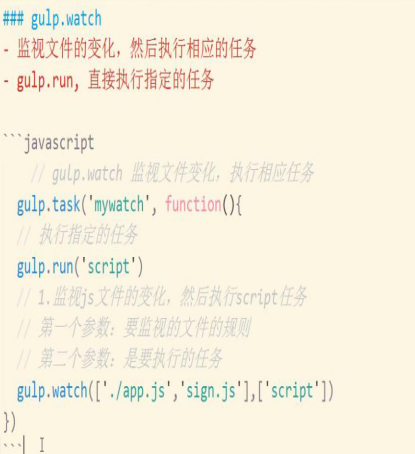 ### gulp.watch
- 监视文件的变化，然后执行相应的任务
- gulp.run, 直接执行指定的任务
```javascript
// gulp.watch 监视文件变化，执行相应任务
gulp.task('mywatch', function(){
// 执行指定的任务
gulp.run('script')
// 1.监视js文件的变化，然后执行script任务
// 第一个参数：要监视的文件的规则
// 第二个参数：是要执行的任务
gulp.watch(['./app.js','sign.js'],['script'])
})
```